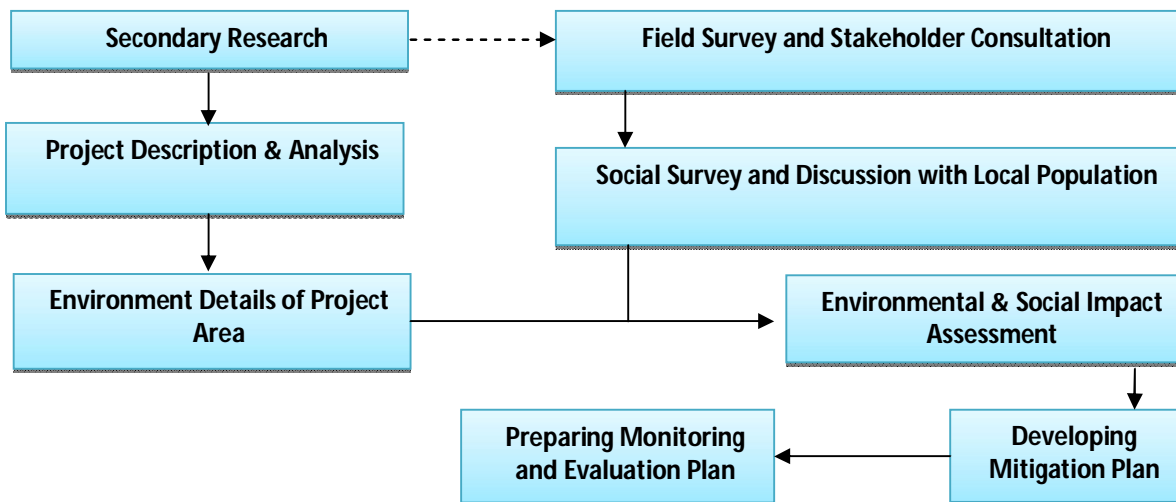 Secondary Research
Field Survey and Stakeholder Consultation
Project Description & Analysis
Social Survey and Discussion with Local Population
Environment Details of Project
Area
Environmental & Social Impact
Assessment
Preparing Monitoring
and Evaluation Plan
Developing
Mitigation Plan